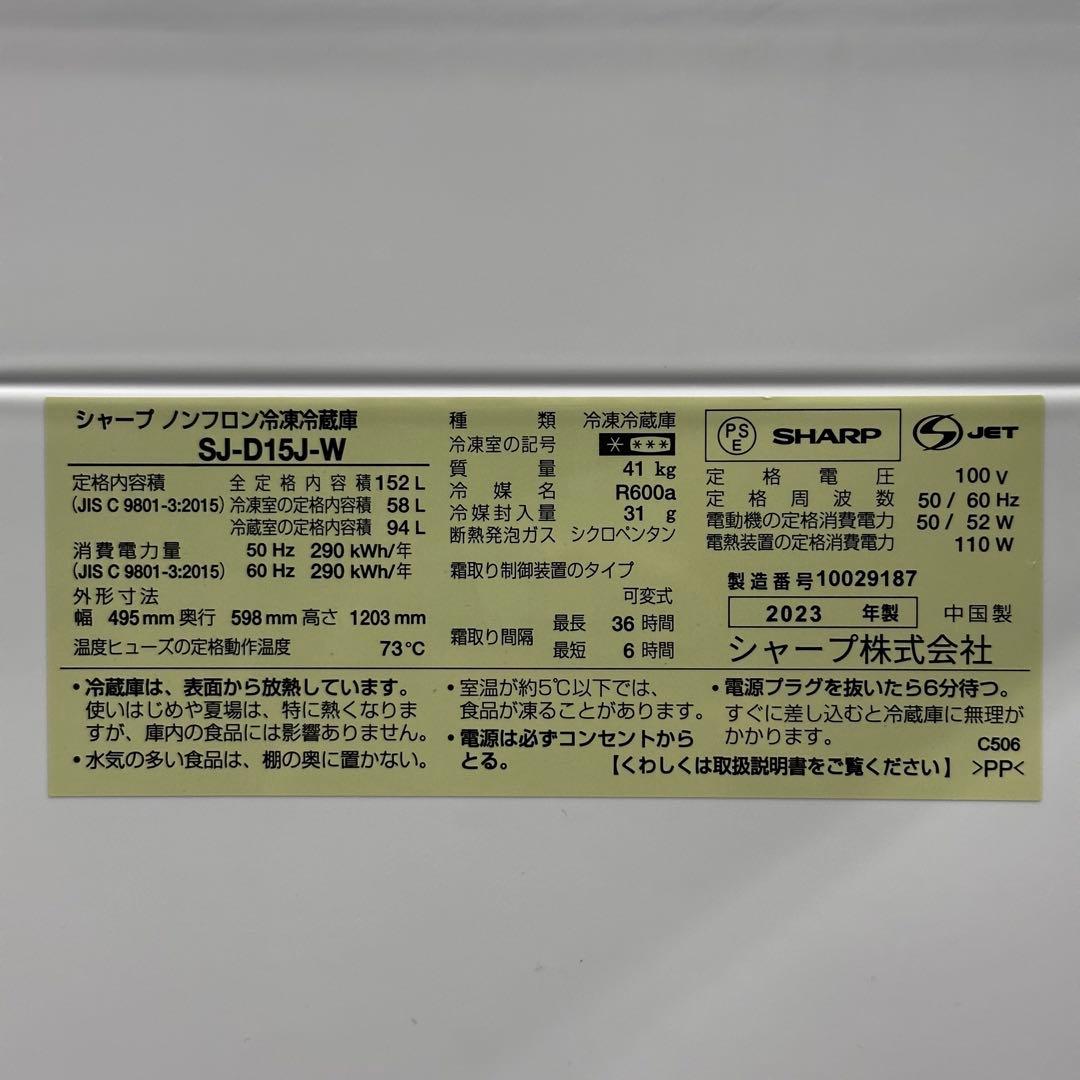 シャープ ノンフロン冷凍冷蔵庫
SJ-D15J-W
定格内容積 全定格内容積 152 L
(JIS C 9801-3:2015) 冷凍室の定格内容積 58 L
冷蔵室の定格内容積 94 L
消費電力量 50 Hz 290 kWh/年
(JIS C 9801-3:2015) 60 Hz 290 kWh/年
外形寸法
幅 495 mm 奥行 598 mm 高さ 1203 mm
温度ヒューズの定格動作温度 73℃
種類 冷凍冷蔵庫
冷凍室の記号 * ***
質量 41 kg
冷媒名 R600a
冷媒封入量 31 g
断熱発泡ガス シクロペンタン
霜取り制御装置のタイプ
可変式
霜取り間隔 最長 36 時間
最短 6 時間
PS
E
SHARP
JET
定格電圧 100 V
定格周波数 50 / 60 Hz
電動機の定格消費電力 50 / 52 W
電熱装置の定格消費電力 110 W
製造番号 10029187
2023 年製 中国製
シャープ株式会社
・冷蔵庫は、表面から放熱しています。
使いはじめや夏場は、特に熱くなりま
すが、庫内の食品には影響ありません。
・水気の多い食品は、棚の奥に置かない。
・室温が約5℃以下では、
食品が凍ることがあります。
・電源は必ずコンセントから
とる。
・電源プラグを抜いたら6分待つ。
すぐに差し込むと冷蔵庫に無理が
かかります。
C506
【くわしくは取扱説明書をご覧ください】 >PP<